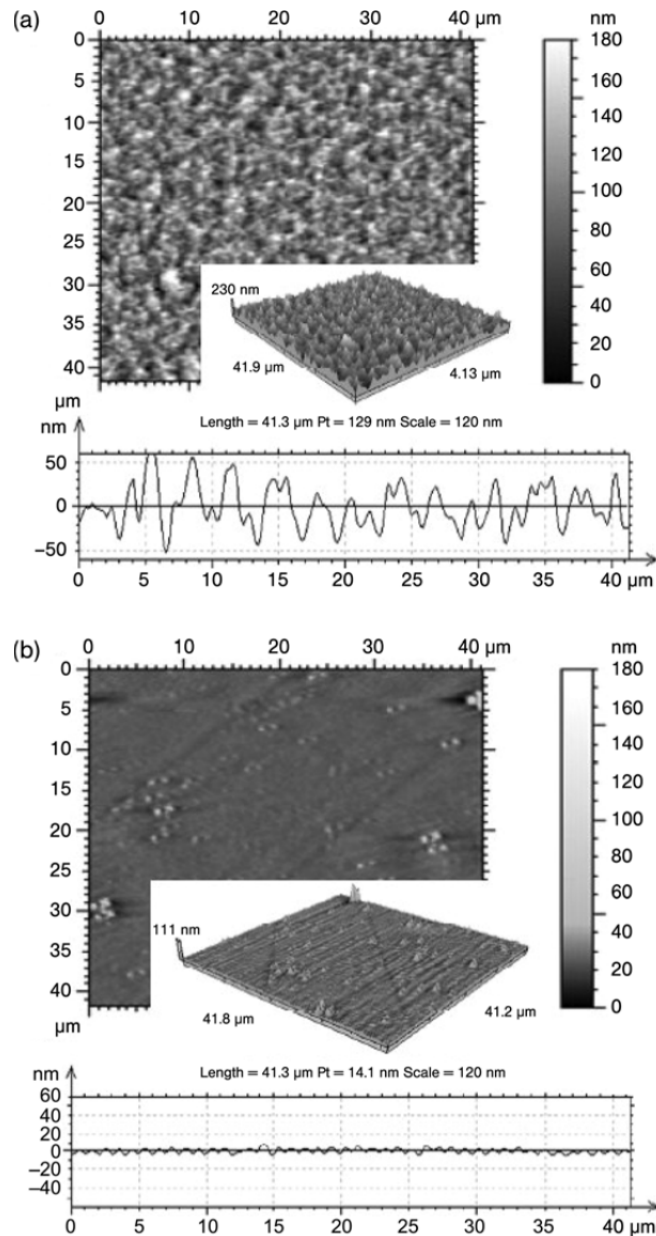 (a)
0 10 20 30 40 µm
nm
0
5
10
15
20
25
30
35
40
µm
180
160
140
120
100
80
60
40
20
0
230 nm
41.9 µm
4.13 µm
Length = 41.3 µm Pt = 129 nm Scale = 120 nm
nm
50
0
−50
0 5 10 15 20 25 30 35 40 µm
(b)
0 10 20 30 40 µm
nm
0
5
10
15
20
25
30
35
40
µm
180
160
140
120
100
80
60
40
20
0
111 nm
41.8 µm
41.2 µm
Length = 41.3 µm Pt = 14.1 nm Scale = 120 nm
nm
60
40
20
0
−20
−40
0 5 10 15 20 25 30 35 40 µm